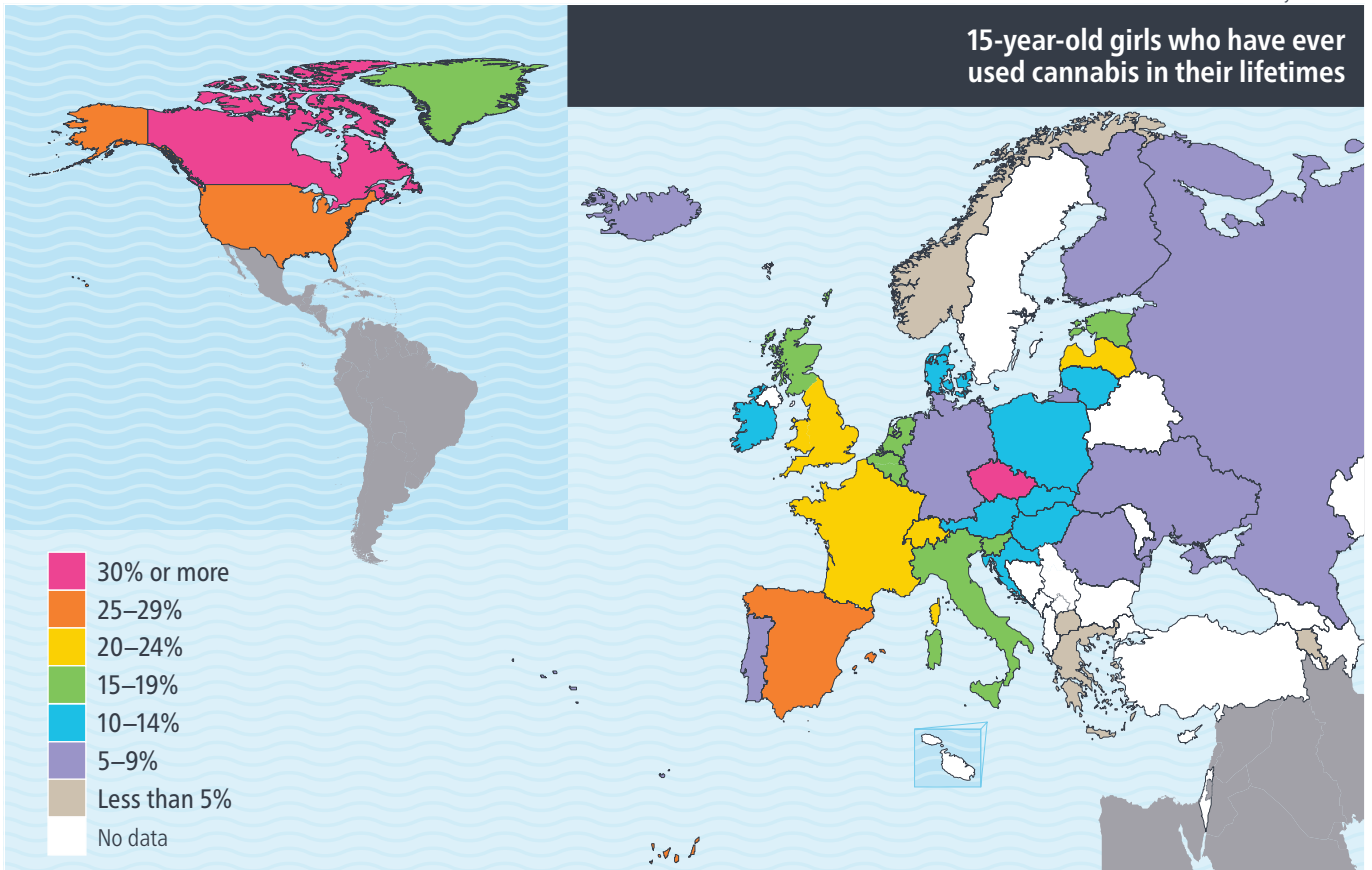 15-year-old girls who have ever
used cannabis in their lifetimes
30% or more
25–29%
20–24%
15–19%
10–14%
5–9%
Less than 5%
No data